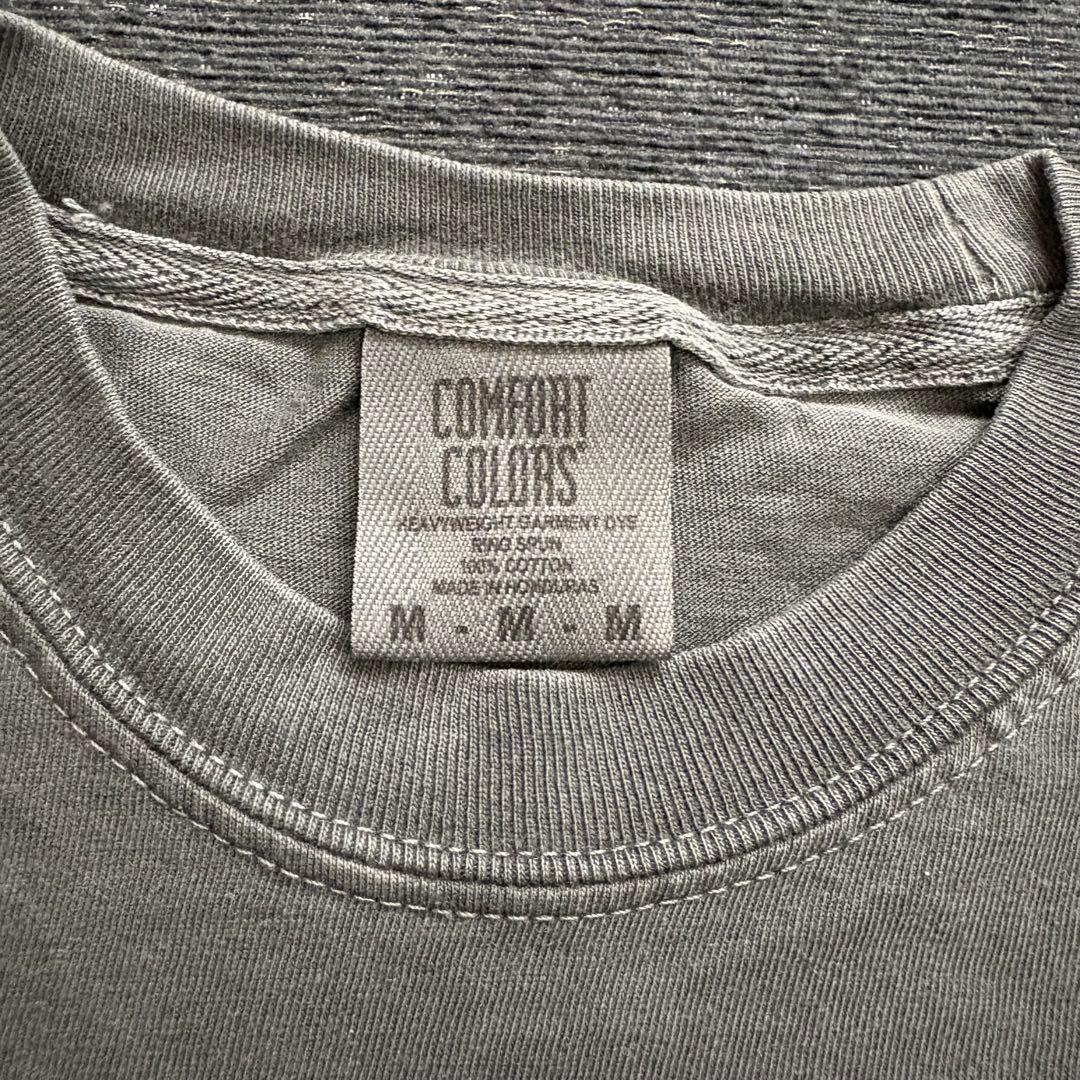 COMFORT
COLORS®
HEAVYWEIGHT GARMENT DYE
RING SPUN
100% COTTON
MADE IN HONDURAS
M - M - M